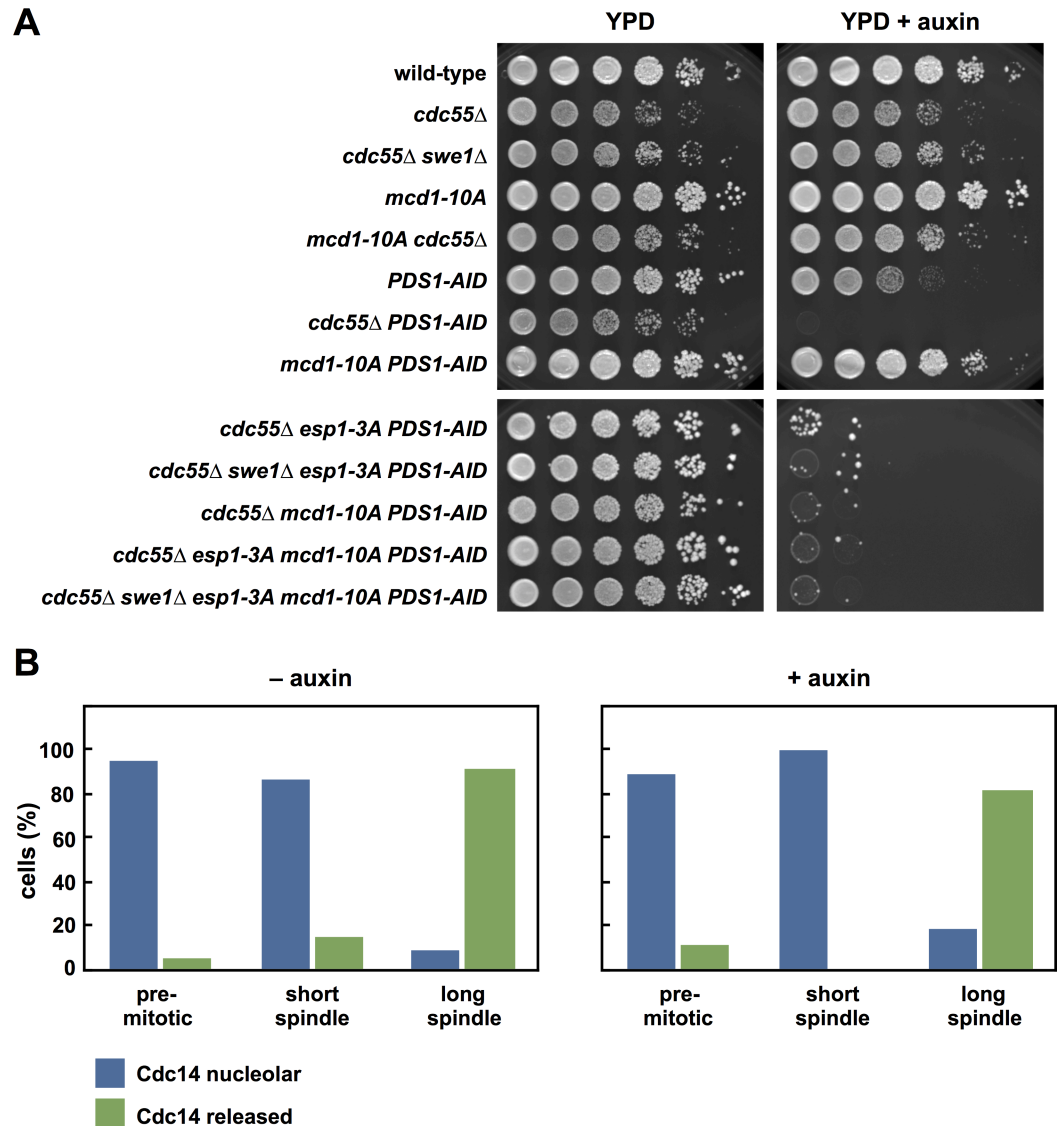 A
YPD
YPD + auxin
wild-type
cdc55Δ
cdc55Δ swe1Δ
mcd1-10A
mcd1-10A cdc55Δ
PDS1-AID
cdc55Δ PDS1-AID
mcd1-10A PDS1-AID
cdc55Δ esp1-3A PDS1-AID
cdc55Δ swe1Δ esp1-3A PDS1-AID
cdc55Δ mcd1-10A PDS1-AID
cdc55Δ esp1-3A mcd1-10A PDS1-AID
cdc55Δ swe1Δ esp1-3A mcd1-10A PDS1-AID
B
– auxin
+ auxin
cells (%)
100
80
60
40
20
0
pre-
mitotic
short
spindle
long
spindle
pre-
mitotic
short
spindle
long
spindle
Cdc14 nucleolar
Cdc14 released